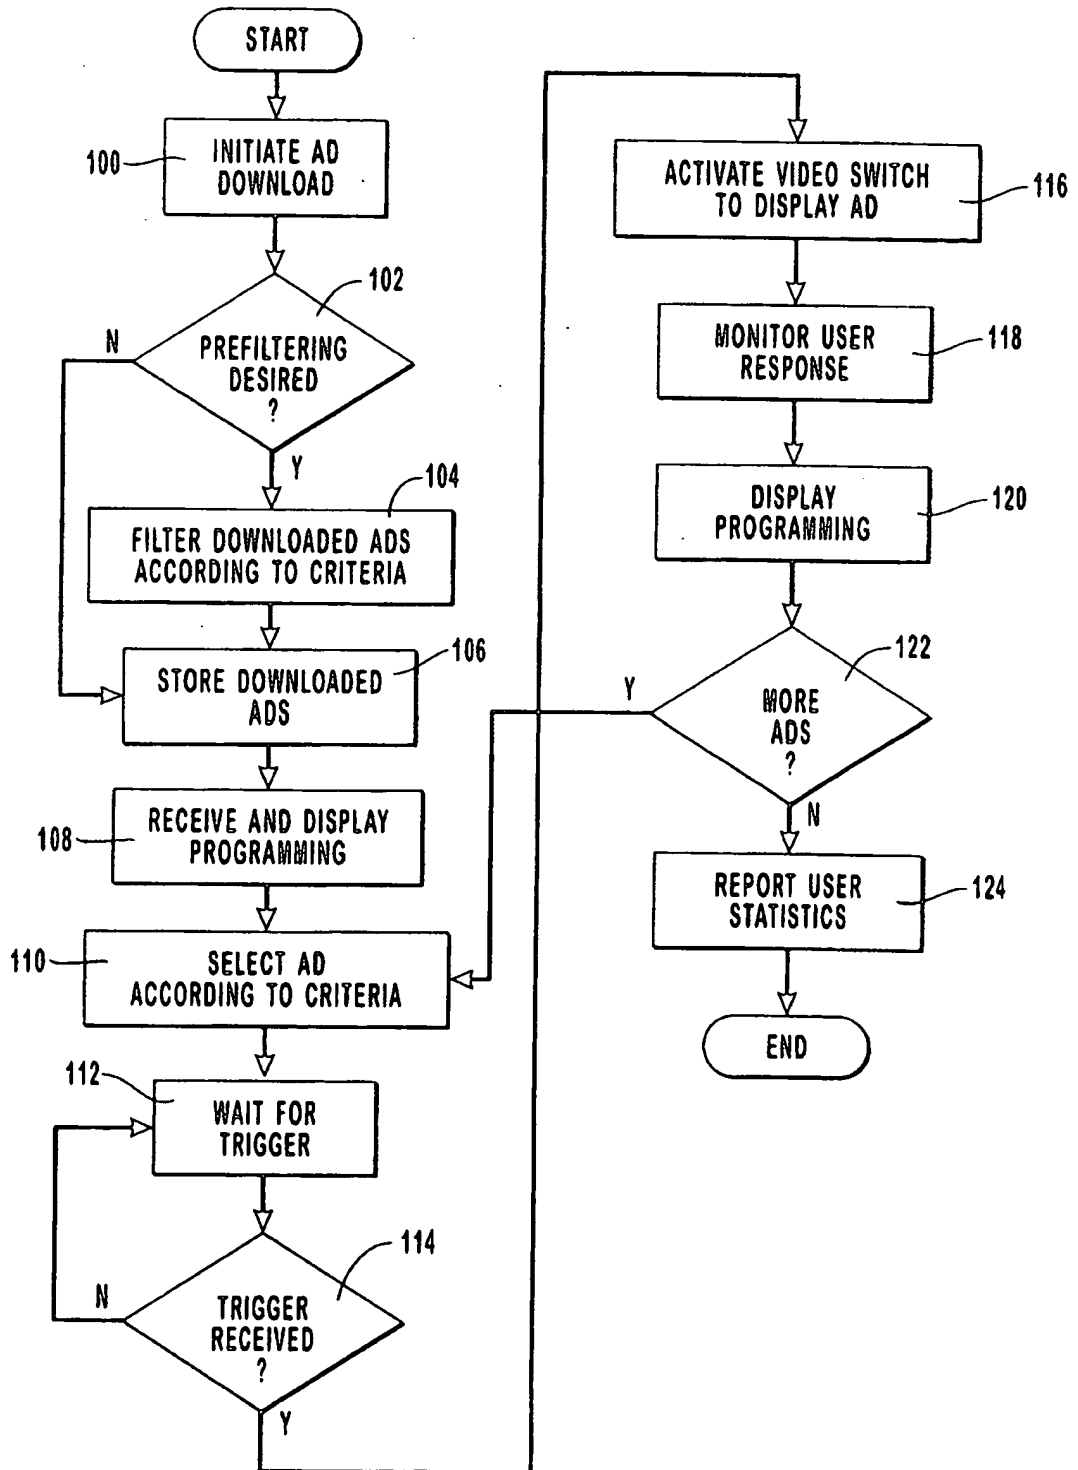 START
100
INITIATE AD
DOWNLOAD
102
N
PREFILTERING
DESIRED
?
Y
104
FILTER DOWNLOADED ADS
ACCORDING TO CRITERIA
106
STORE DOWNLOADED
ADS
108
RECEIVE AND DISPLAY
PROGRAMMING
110
SELECT AD
ACCORDING TO CRITERIA
112
WAIT FOR
TRIGGER
114
N
TRIGGER
RECEIVED
?
Y
ACTIVATE VIDEO SWITCH
TO DISPLAY AD
116
MONITOR USER
RESPONSE
118
DISPLAY
PROGRAMMING
120
122
Y
MORE
ADS
?
N
REPORT USER
STATISTICS
124
END